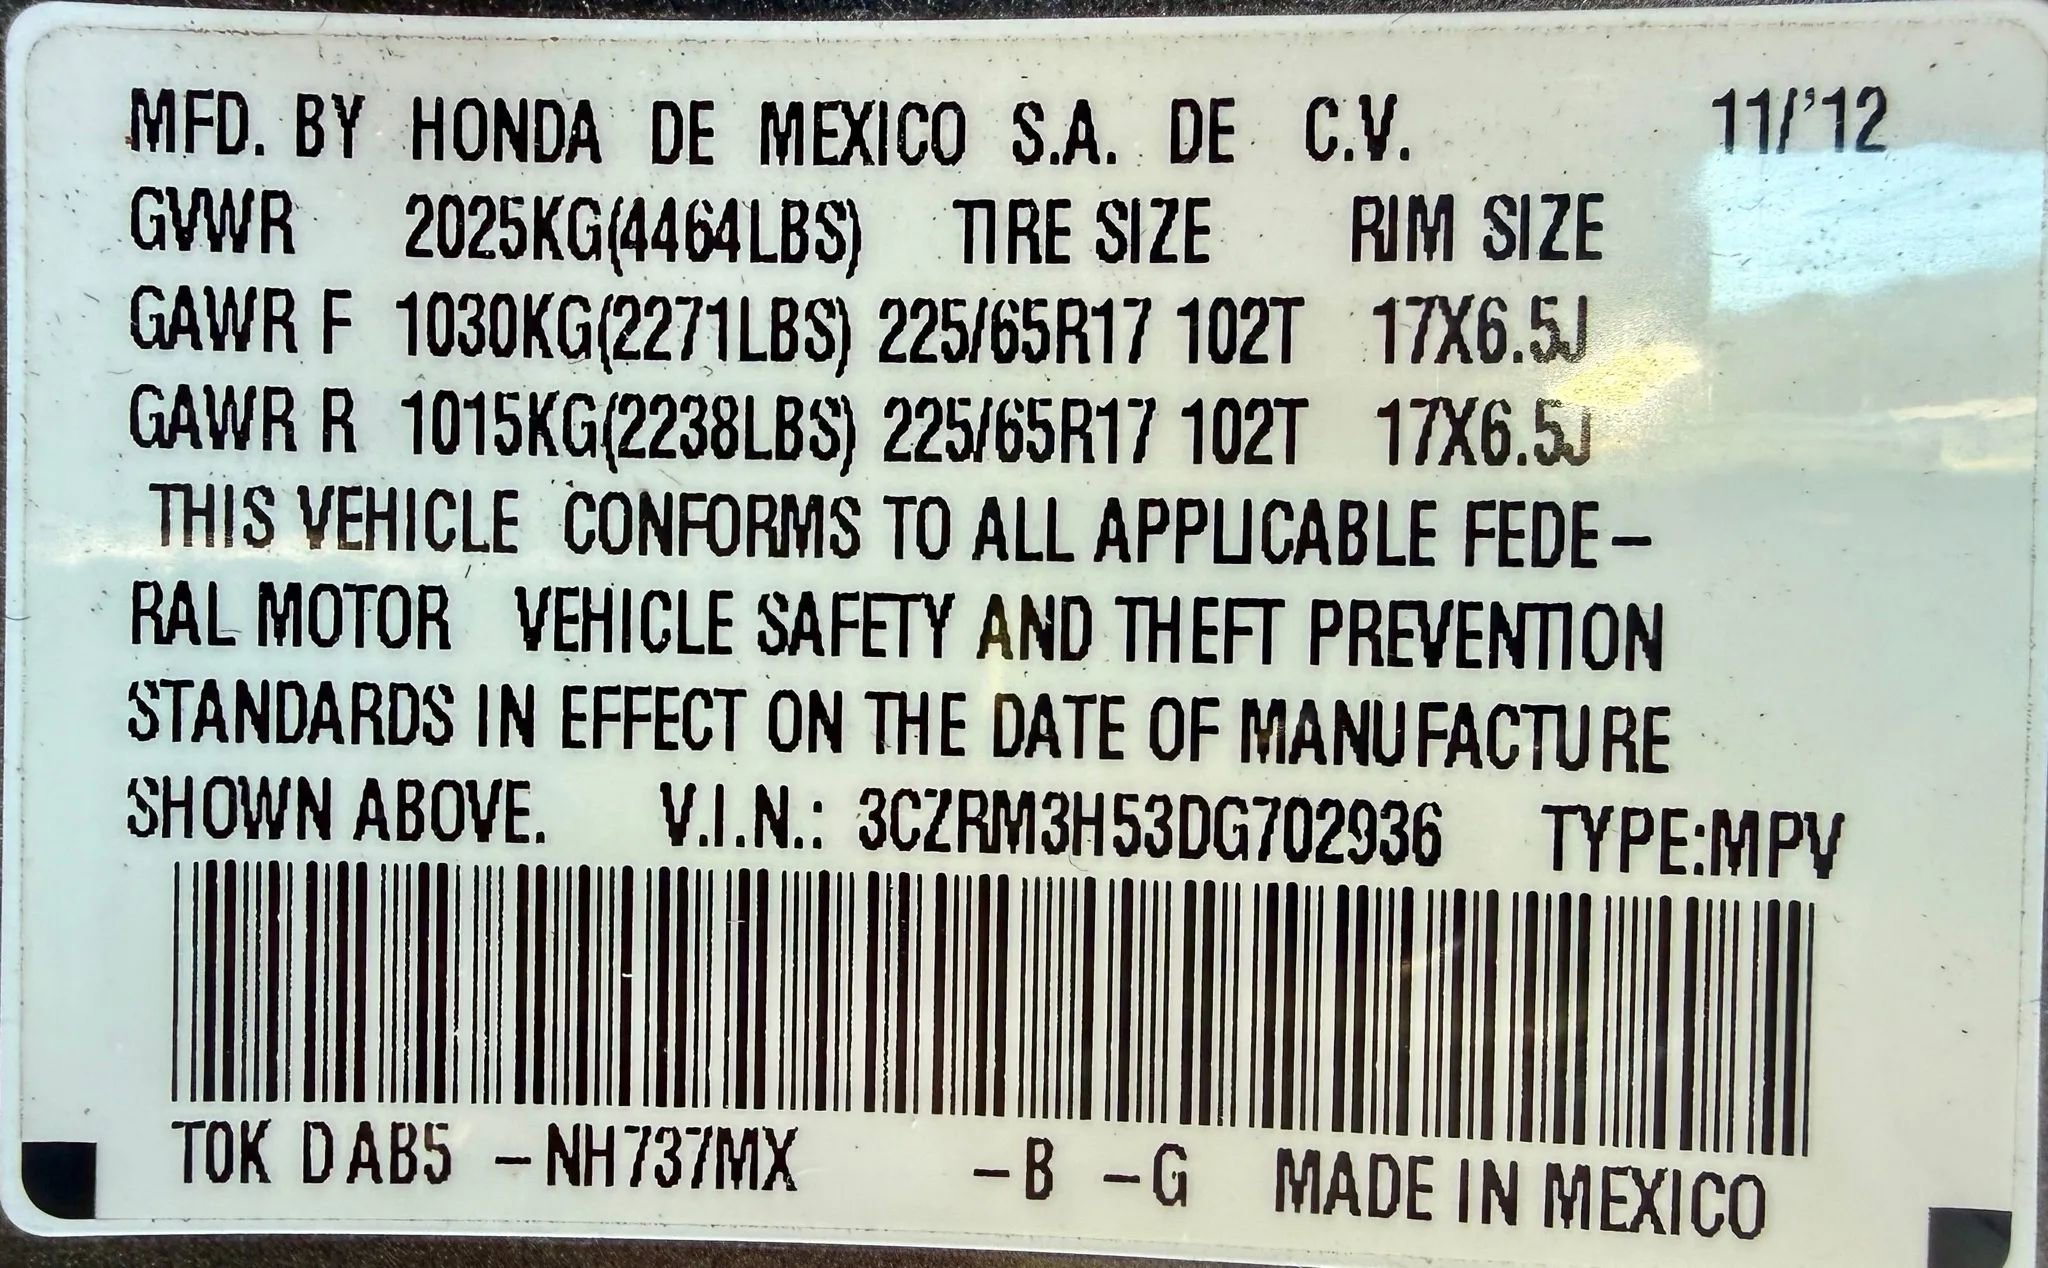 MFD. BY HONDA DE MEXICO S.A. DE C.V. 11/'12
GVWR 2025KG(4464LBS) TIRE SIZE RIM SIZE
GAWR F 1030KG(2271LBS) 225/65R17 102T 17X6.5J
GAWR R 1015KG(2238LBS) 225/65R17 102T 17X6.5J
THIS VEHICLE CONFORMS TO ALL APPLICABLE FEDE-
RAL MOTOR VEHICLE SAFETY AND THEFT PREVENTION
STANDARDS IN EFFECT ON THE DATE OF MANUFACTURE
SHOWN ABOVE. V.I.N.: 3CZRM3H53DG702936 TYPE:MPV
T0K DAB5 -NH737MX -B -G MADE IN MEXICO